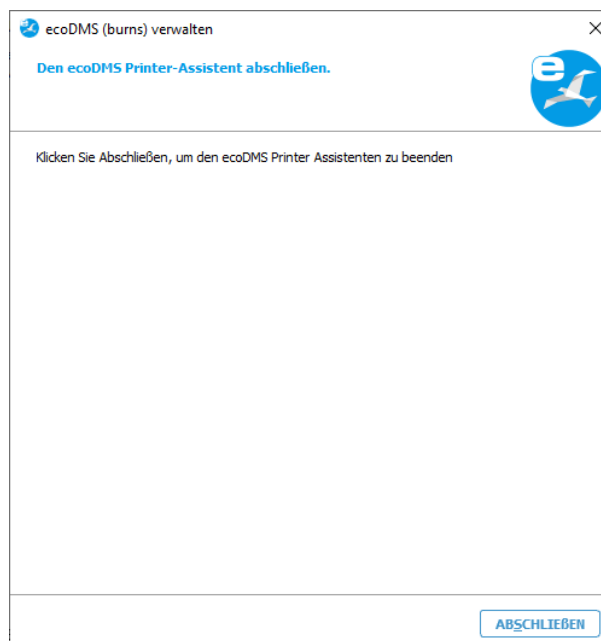 ecoDMS (burns) verwalten
Den ecoDMS Printer-Assistent abschließen.
e
Klicken Sie Abschließen, um den ecoDMS Printer Assistenten zu beenden
ABSCHLIEßEN